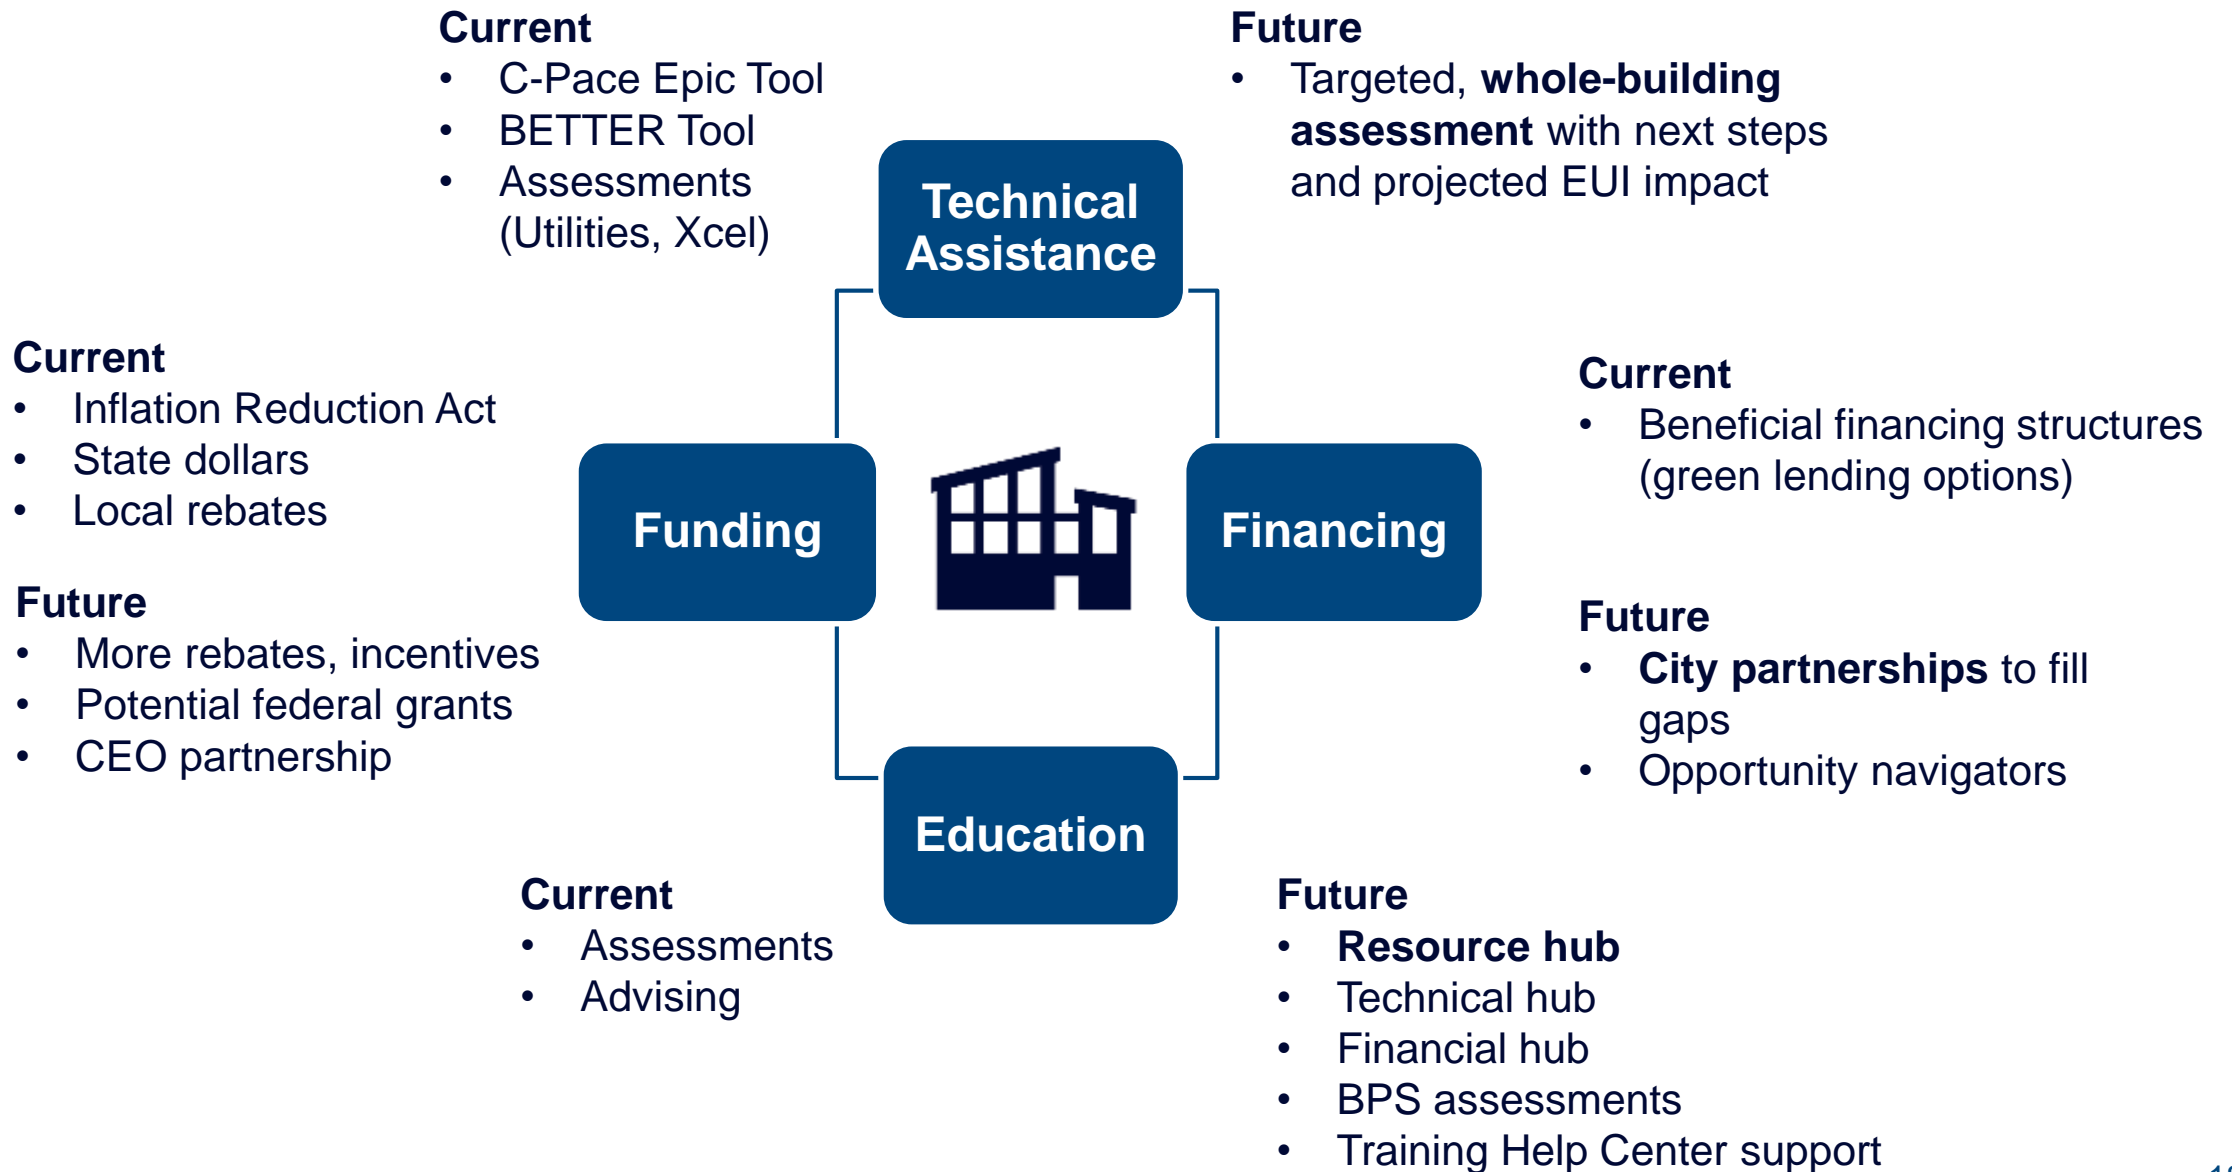 Current
• C-Pace Epic Tool
• BETTER Tool
• Assessments
(Utilities, Xcel)
Future
• Targeted, whole-building
assessment with next steps
and projected EUI impact
Technical
Assistance
Current
• Inflation Reduction Act
• State dollars
• Local rebates
Future
• More rebates, incentives
• Potential federal grants
• CEO partnership
Funding
Financing
Current
• Beneficial financing structures
(green lending options)
Future
• City partnerships to fill
gaps
• Opportunity navigators
Education
Current
• Assessments
• Advising
Future
• Resource hub
• Technical hub
• Financial hub
• BPS assessments
• Training Help Center support